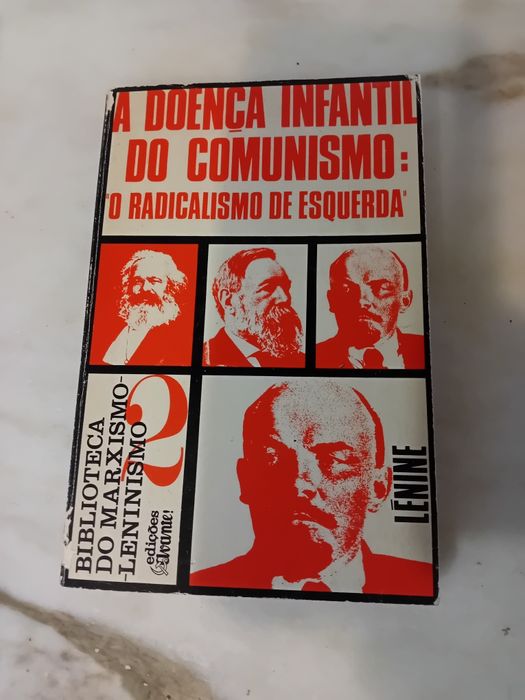 A DOENÇA INFANTIL
DO COMUNISMO:
"O RADICALISMO DE ESQUERDA"
BIBLIOTECA
DO MARXISMO-
-LENINISMO
2
edições
Avante!
LÉNINE